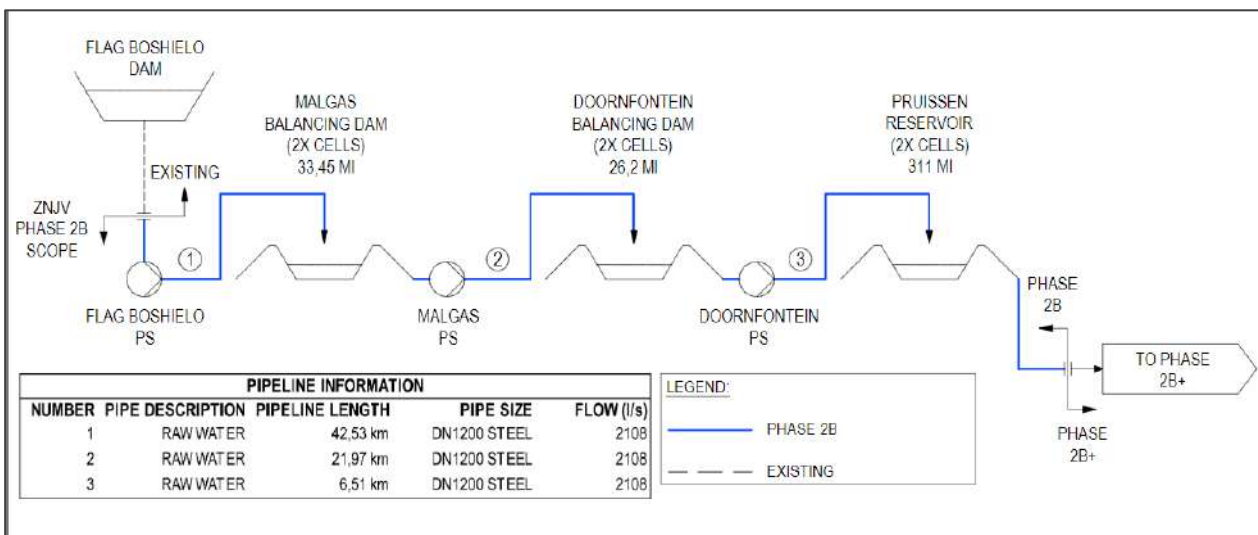 FLAG BOSHIELO
DAM
MALGAS
BALANCING DAM
(2X CELLS)
33,45 Ml
DOORNFONTEIN
BALANCING DAM
(2X CELLS)
26,2 Ml
PRUISSEN
RESERVOIR
(2X CELLS)
311 Ml
EXISTING
ZNJV
PHASE 2B
SCOPE
1
2
3
FLAG BOSHIELO
PS
MALGAS
PS
DOORNFONTEIN
PS
PHASE
2B
TO PHASE
2B+
PHASE
2B+
PIPELINE INFORMATION
NUMBER PIPE DESCRIPTION PIPELINE LENGTH PIPE SIZE FLOW (l/s)
1 RAW WATER 42,53 km DN1200 STEEL 2108
2 RAW WATER 21,97 km DN1200 STEEL 2108
3 RAW WATER 6,51 km DN1200 STEEL 2108
LEGEND:
PHASE 2B
EXISTING